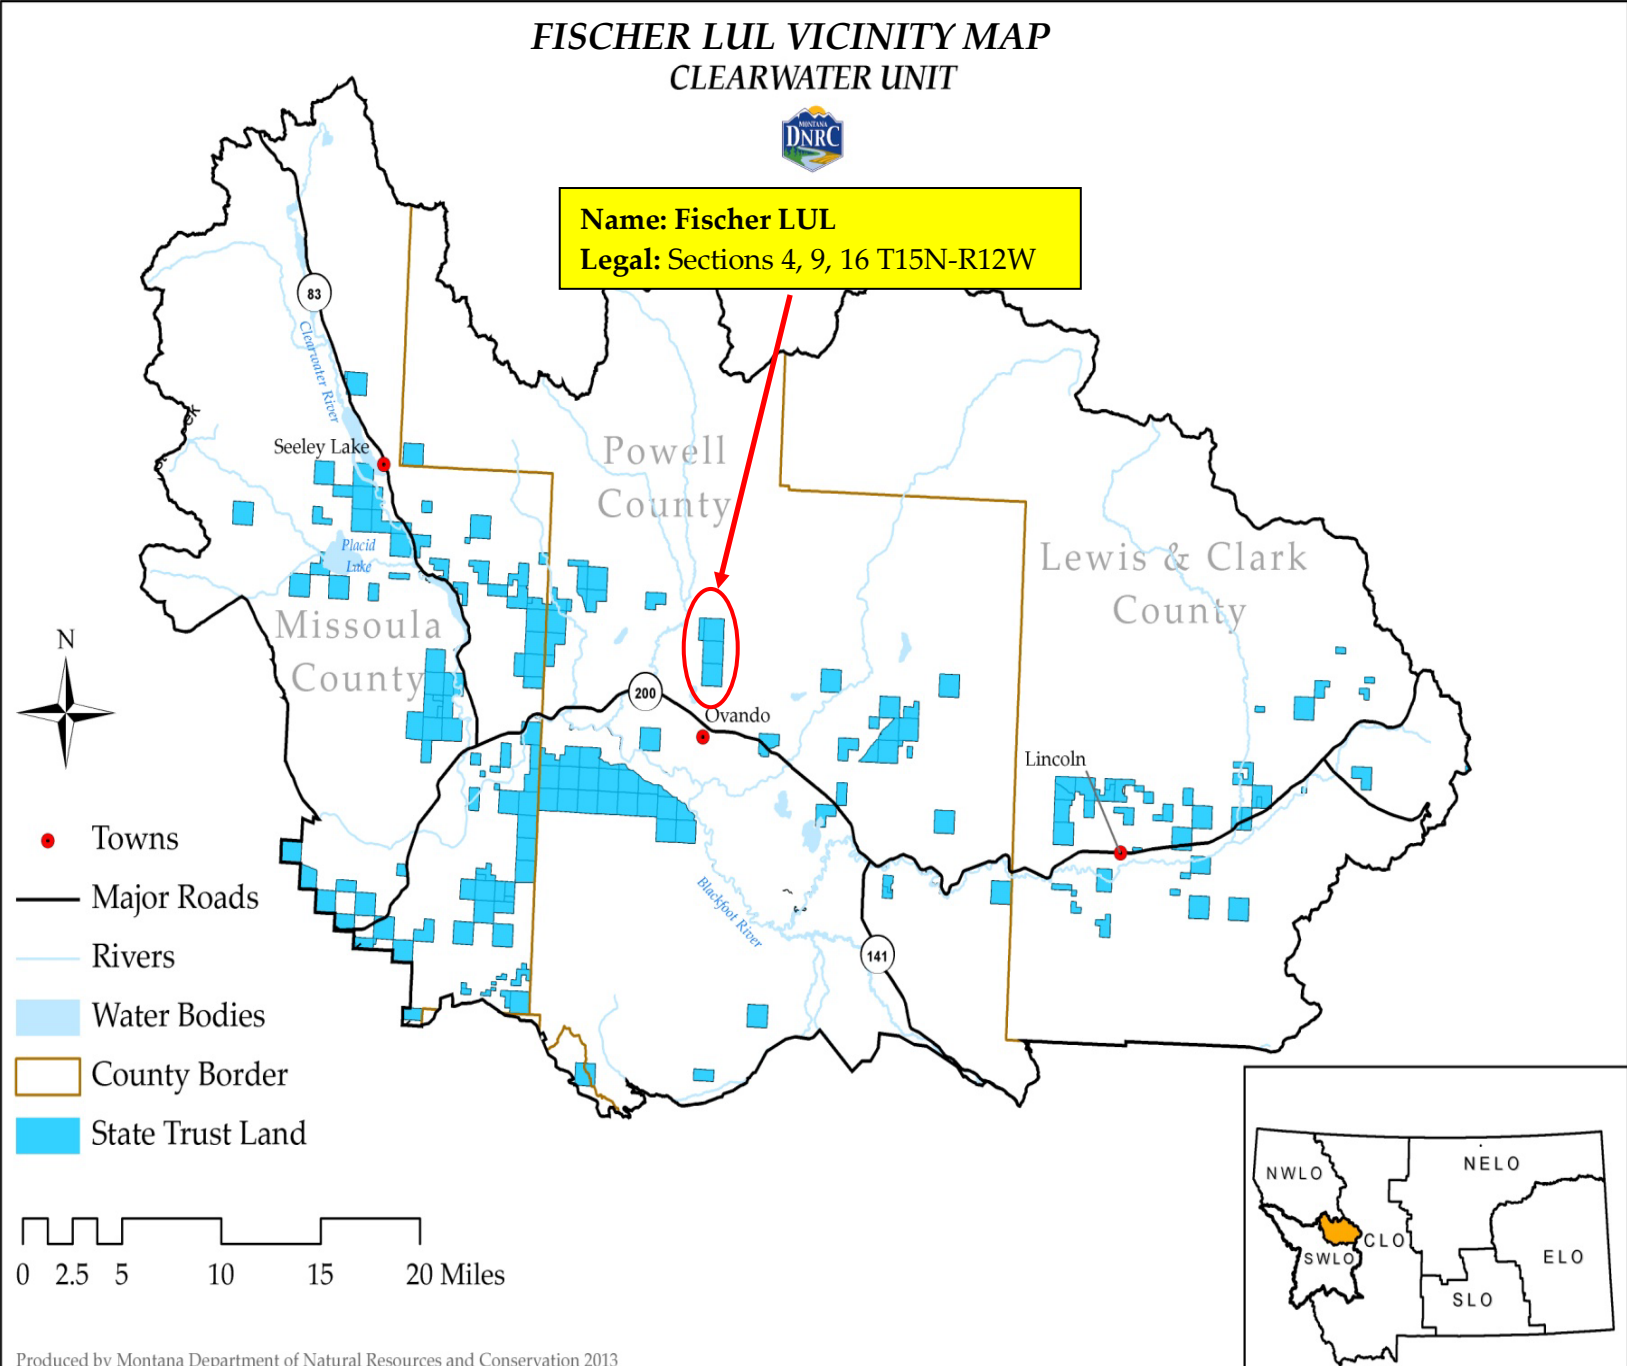 FISCHER LUL VICINITY MAP
CLEARWATER UNIT
MONTANA
DNRC
Name: Fischer LUL
Legal: Sections 4, 9, 16 T15N-R12W
83
Clearwater River
Seeley Lake
Powell
County
Placid
Lake
Lewis & Clark
County
Missoula
County
N
200
Ovando
Lincoln
Blackfoot River
141
Towns
Major Roads
Rivers
Water Bodies
County Border
State Trust Land
0 2.5 5 10 15 20 Miles
NWLO
NELO
CLO
SWLO
ELO
SLO
Produced by Montana Department of Natural Resources and Conservation 2013